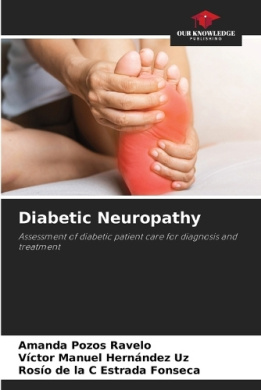 OUR KNOWLEDGE
PUBLISHING
Diabetic Neuropathy
Assessment of diabetic patient care for diagnosis and
treatment
Amanda Pozos Ravelo
Víctor Manuel Hernández Uz
Rosío de la C Estrada Fonseca